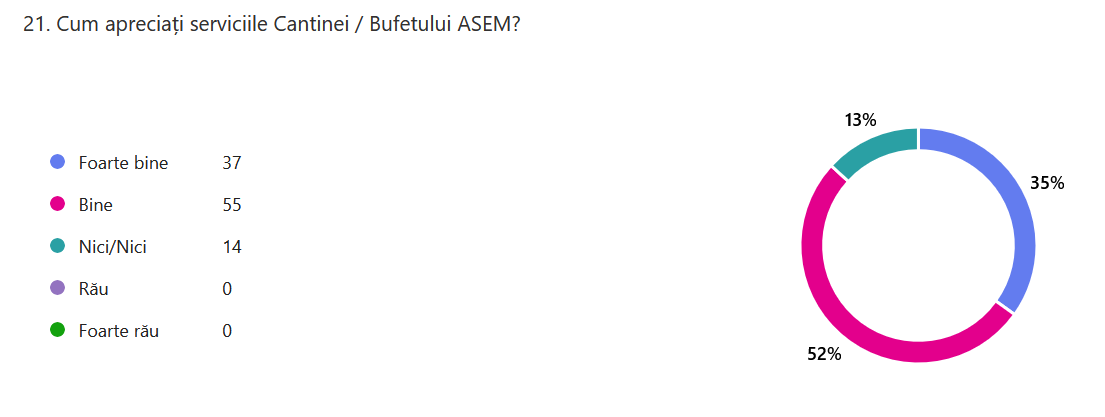 21. Cum apreciați serviciile Cantinei / Bufetului ASEM?
Foarte bine 37
Bine 55
Nici/Nici 14
Rău 0
Foarte rău 0
13%
35%
52%